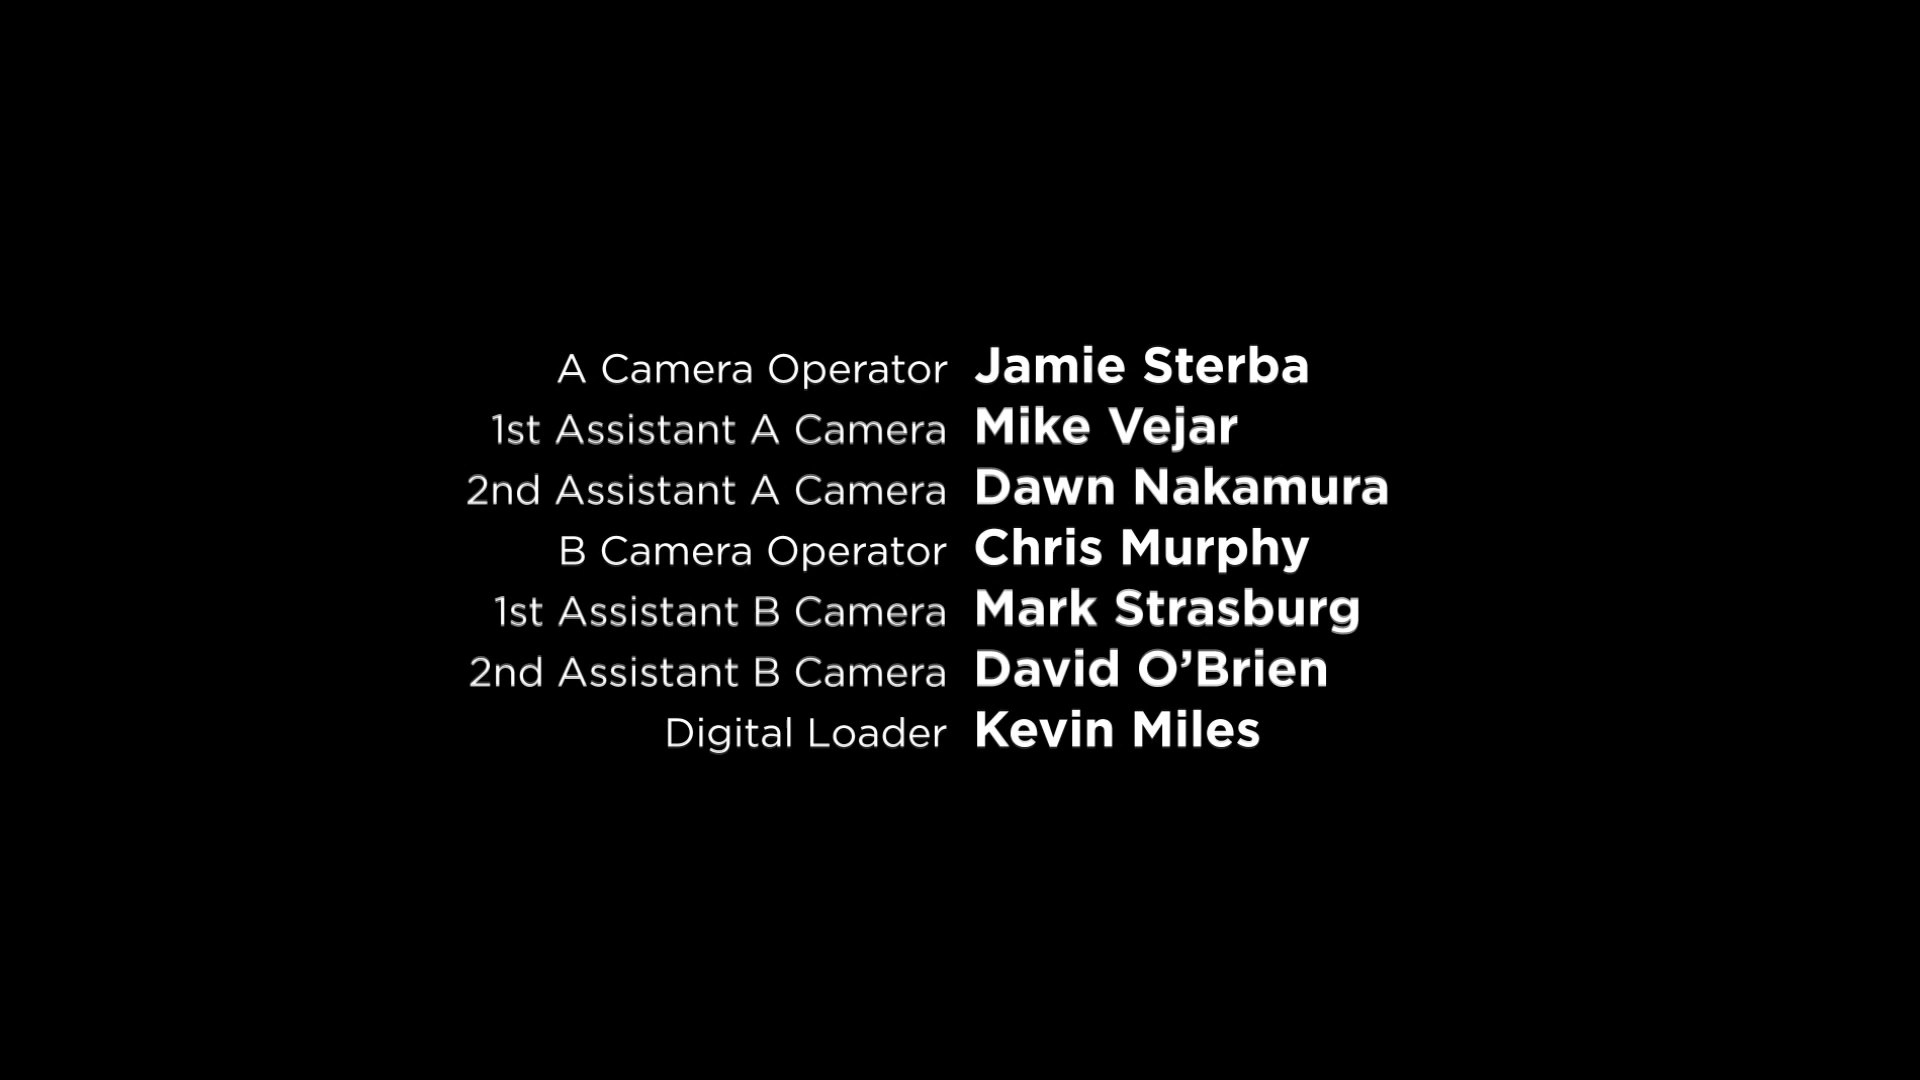 A Camera Operator Jamie Sterba
1st Assistant A Camera Mike Vejar
2nd Assistant A Camera Dawn Nakamura
B Camera Operator Chris Murphy
1st Assistant B Camera Mark Strasburg
2nd Assistant B Camera David O’Brien
Digital Loader Kevin Miles